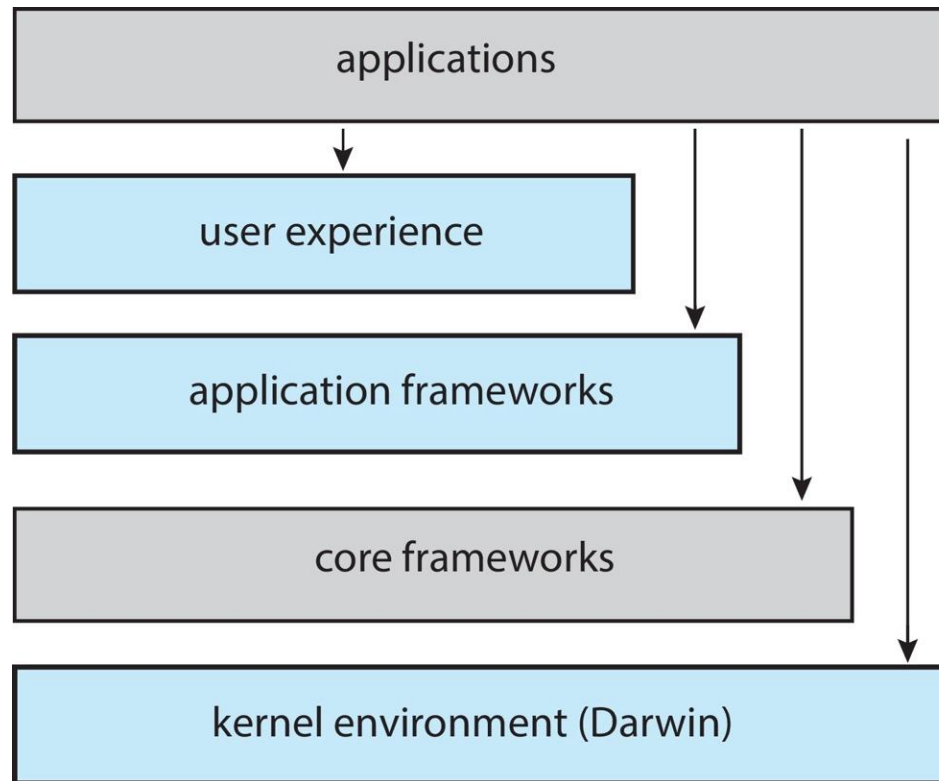 applications
user experience
application frameworks
core frameworks
kernel environment (Darwin)